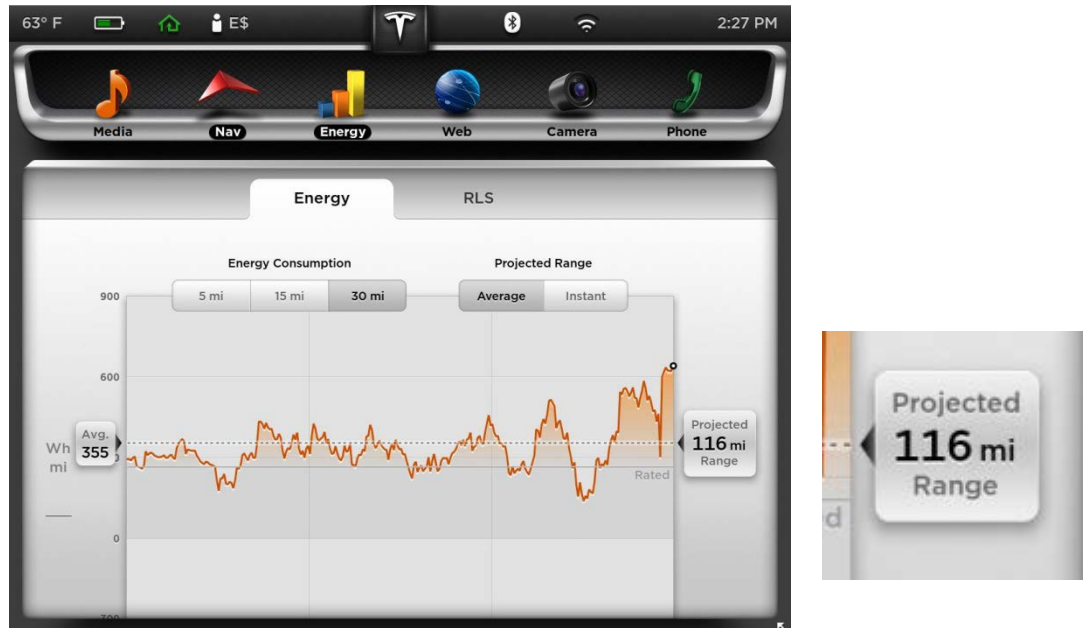 63° F
E$
2:27 PM
Media
Nav
Energy
Web
Camera
Phone
Energy
RLS
Energy Consumption
Projected Range
5 mi
15 mi
30 mi
Average
Instant
900
600
Wh
mi
Avg.
355
0
Rated
Projected
116 mi
Range
Projected
116 mi
Range
d